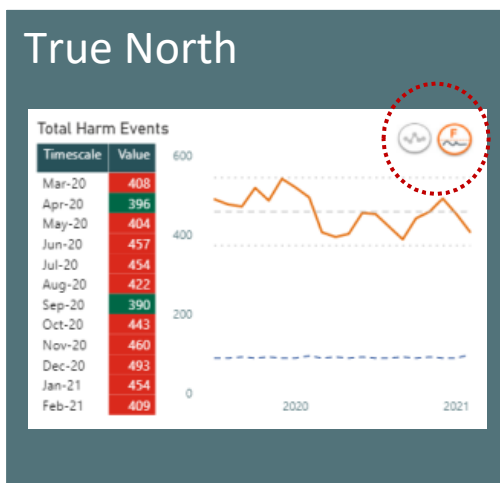 True North
Total Harm Events
F
Timescale Value
600
Mar-20 408
Apr-20 396
May-20 404
400
Jun-20 457
Jul-20 454
Aug-20 422
Sep-20 390
200
Oct-20 443
Nov-20 460
Dec-20 493
Jan-21 454
0
Feb-21 409
2020 2021